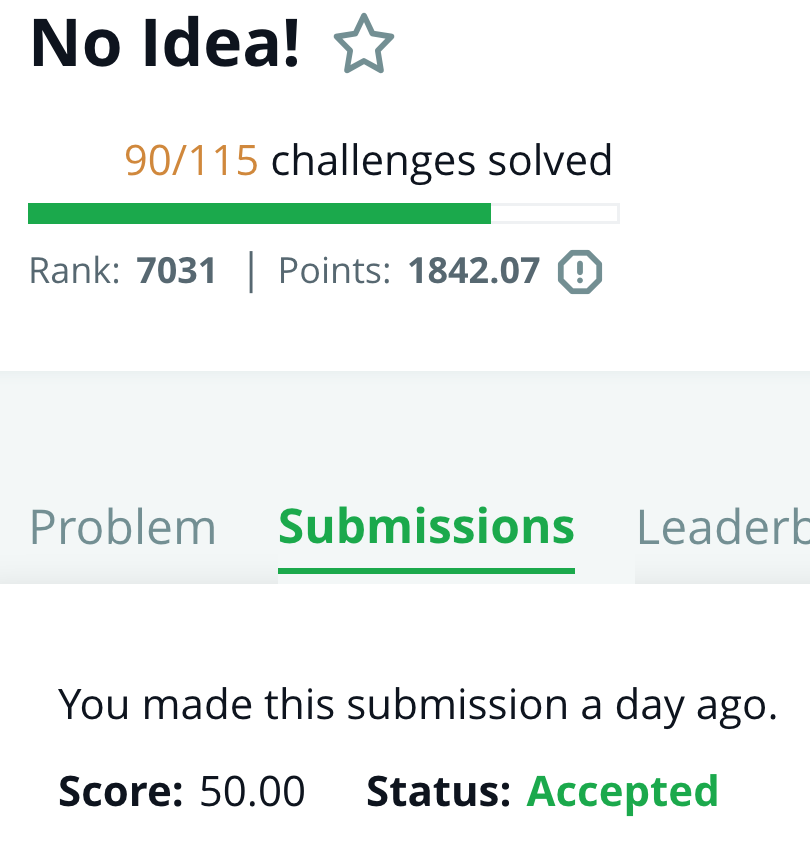 No Idea!
90/115 challenges solved
Rank: 7031 | Points: 1842.07
Problem Submissions Leaderb
You made this submission a day ago.
Score: 50.00 Status: Accepted